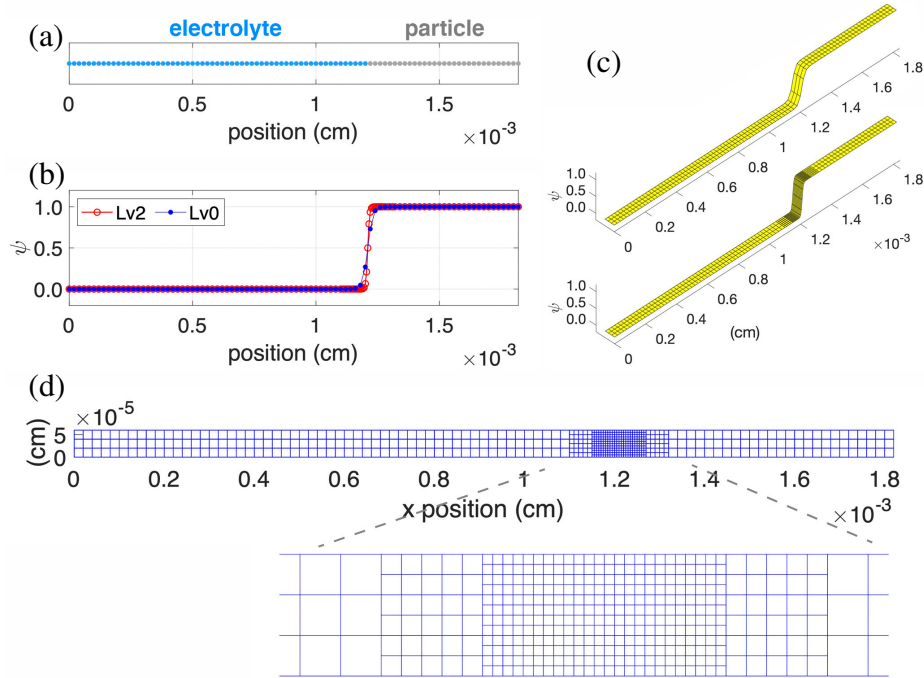 (a)
electrolyte particle
0 0.5 1 1.5
position (cm) ×10⁻³
(b)
Lv2 Lv0
ψ
1.0
0.5
0.0
0 0.5 1 1.5
position (cm) ×10⁻³
(c)
ψ
1.0
0.5
0.0
0 0.2 0.4 0.6 0.8 1 1.2 1.4 1.6 1.8
ψ
1.0
0.5
0.0
0 0.2 0.4 0.6 0.8 1 1.2 1.4 1.6 1.8
(cm) ×10⁻³
(d)
×10⁻⁵
(cm)
5
0
0 0.2 0.4 0.6 0.8 1 1.2 1.4 1.6 1.8
x position (cm) ×10⁻³